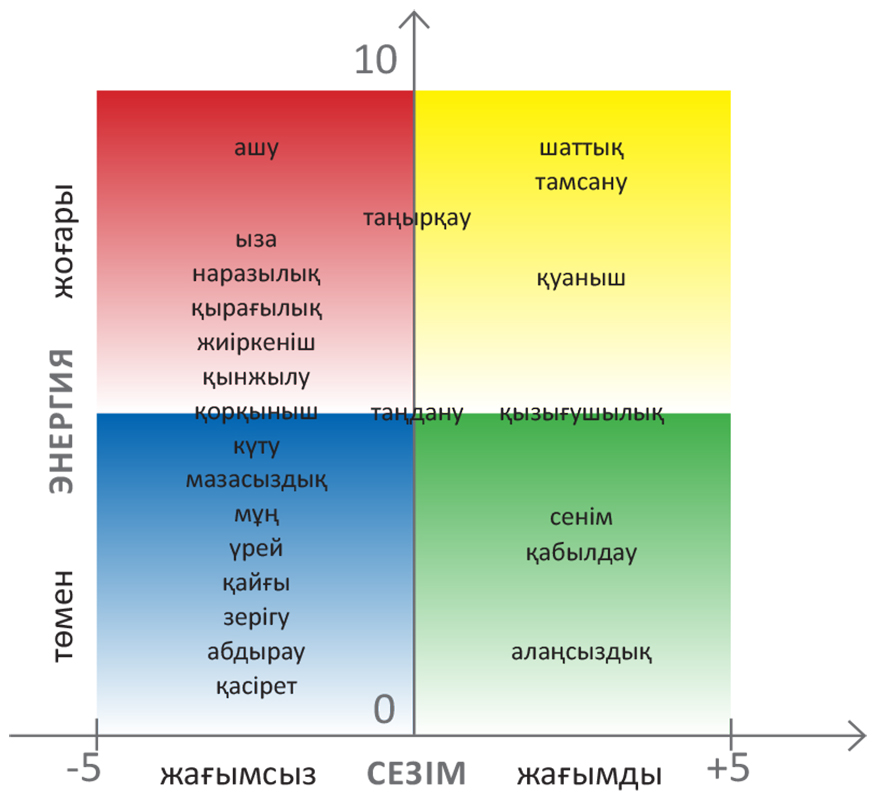 10
ашу
шаттық
тамсану
таңырқау
ыза
наразылық
қуаныш
қырағылық
жиіркеніш
қынжылу
қорқыныш
таңдану
қызығушылық
күту
мазасыздық
мұң
сенім
үрей
қабылдау
қайғы
зерігу
абдырау
алаңсыздық
қасірет
0
жоғары
ЭНЕРГИЯ
төмен
-5
жағымсыз
СЕЗІМ
жағымды
+5